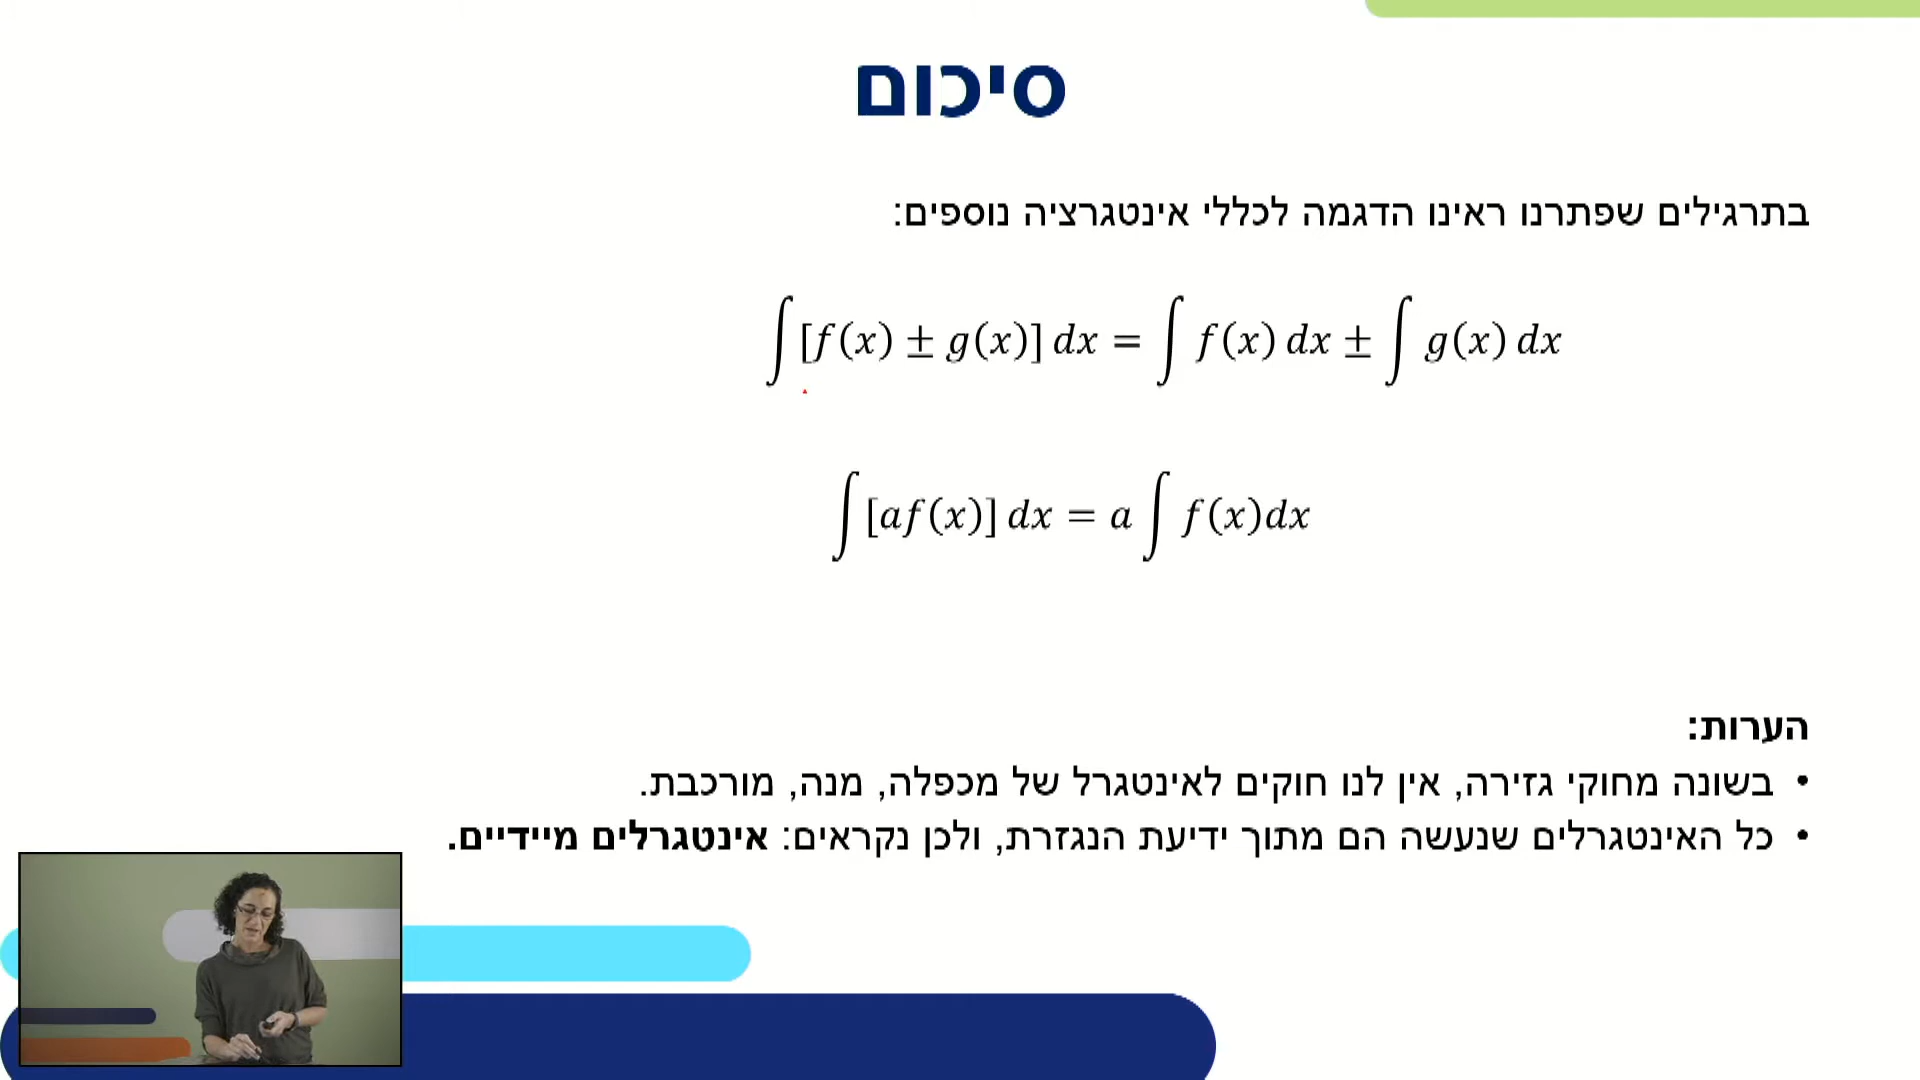 סיכום
בתרגילים שפתרנו ראינו הדגמה לכללי אינטגרציה נוספים:
∫[f(x) ± g(x)] dx = ∫ f(x) dx ± ∫ g(x) dx
∫[af(x)] dx = a ∫ f(x)dx
הערות:
• בשונה מחוקי גזירה, אין לנו חוקים לאינטגרל של מכפלה, מנה, מורכבת.
• כל האינטגרלים שנעשה הם מתוך ידיעת הנגזרת, ולכן נקראים: אינטגרלים מיידיים.